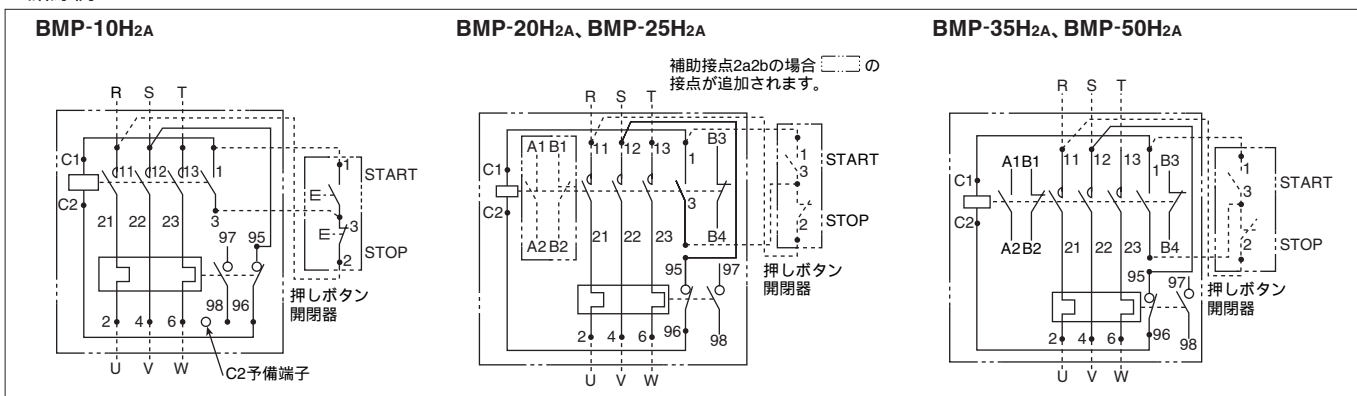 BMP-10H2A
R S T
C1
11 12 13 1
C2
3
21 22 23
97 95
98 96
2 4 6
U V W
C2予備端子
1
START
3
STOP
2
押しボタン
開閉器
BMP-20H2A、BMP-25H2A
補助接点2a2bの場合 の
接点が追加されます。
R S T
A1 B1
11 12 13 1
B3
C1
C2
3
A2 B2
21 22 23
B4
95 97
96
98
2 4 6
U V W
1
START
3
STOP
2
押しボタン
開閉器
BMP-35H2A、BMP-50H2A
R S T
A1 B1
11 12 13 1
B3
C1
C2
3
A2 B2
21 22 23
B4
95
97
96
98
2 4 6
U V W
1
START
3
STOP
2
押しボタン
開閉器